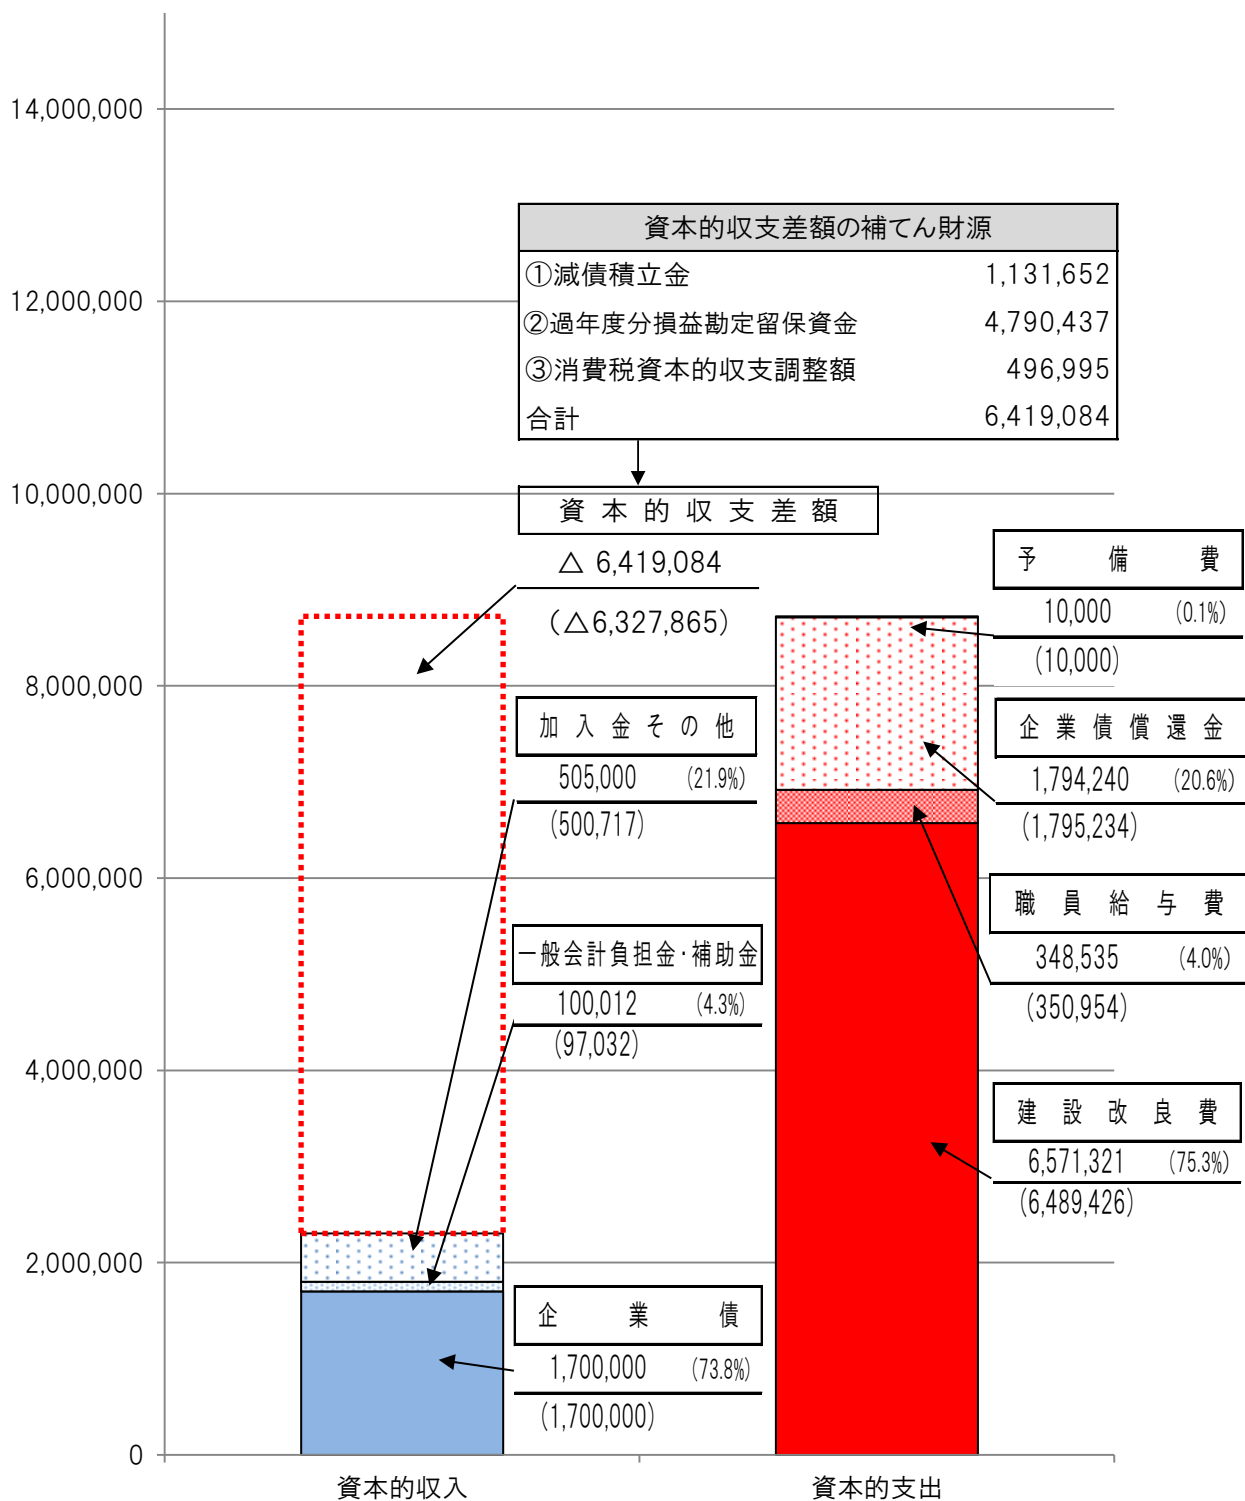 14,000,000
12,000,000
10,000,000
8,000,000
6,000,000
4,000,000
2,000,000
0
資本的収支差額の補てん財源
①減債積立金 1,131,652
②過年度分損益勘定留保資金 4,790,437
③消費税資本的収支調整額 496,995
合計 6,419,084
資本的収支差額
△ 6,419,084
(△6,327,865)
加入金その他
505,000 (21.9%)
(500,717)
一般会計負担金・補助金
100,012 (4.3%)
(97,032)
企業債
1,700,000 (73.8%)
(1,700,000)
予備費
10,000 (0.1%)
(10,000)
企業債償還金
1,794,240 (20.6%)
(1,795,234)
職員給与費
348,535 (4.0%)
(350,954)
建設改良費
6,571,321 (75.3%)
(6,489,426)
資本的収入
資本的支出